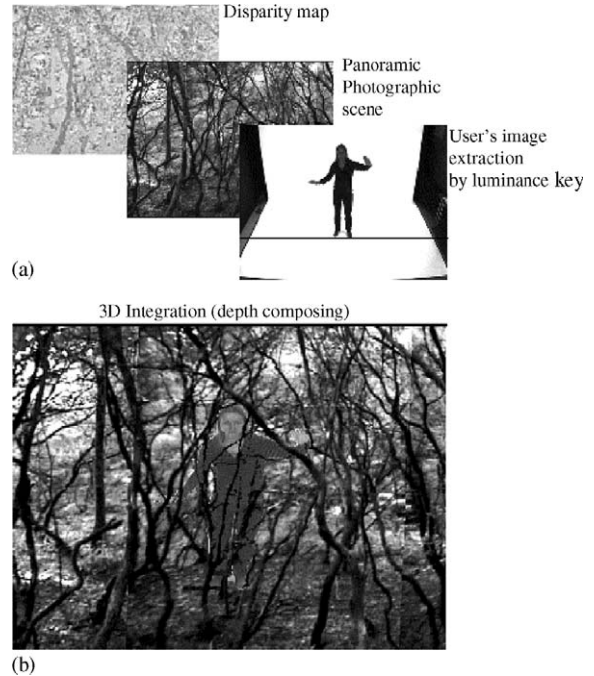 Disparity map
Panoramic
Photographic
scene
User's image
extraction
by luminance key
(a)
3D Integration (depth composing)
(b)